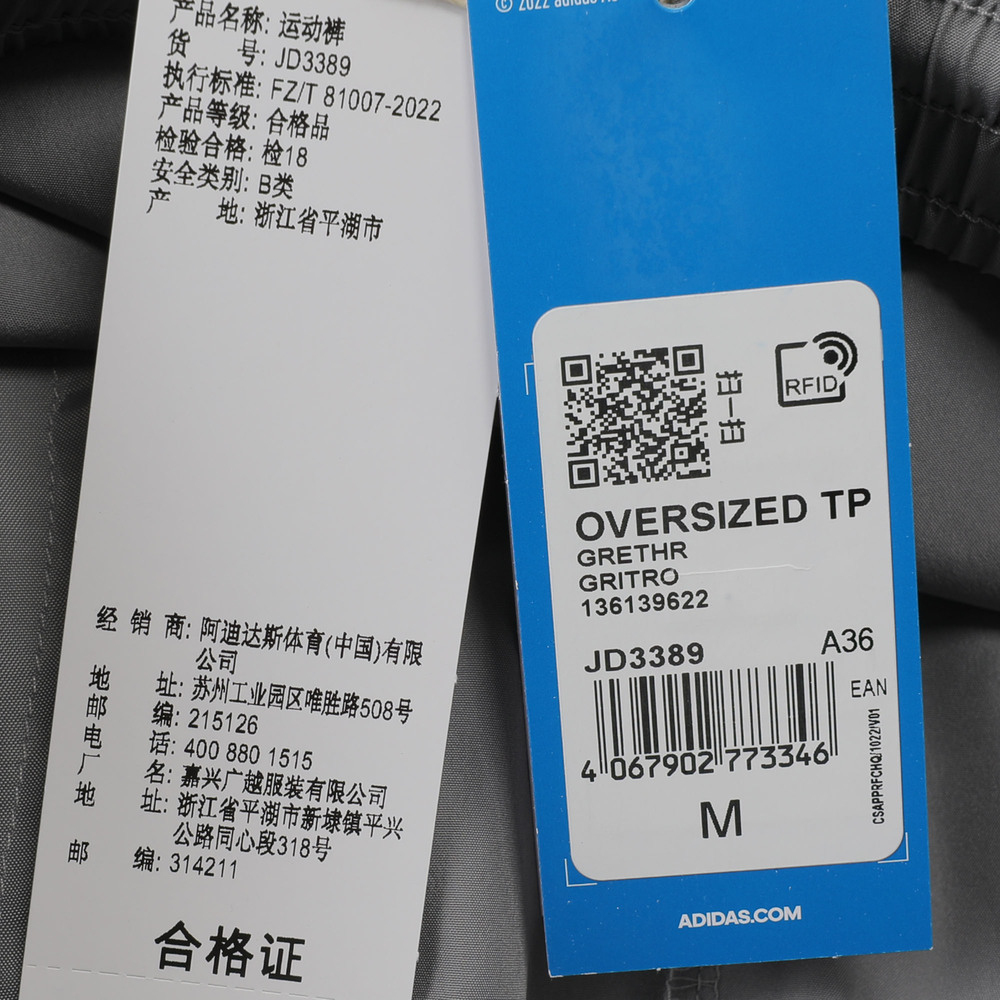 产品名称: 运动裤
货 号: JD3389
执行标准: FZ/T 81007-2022
产品等级: 合格品
检验合格: 检18
安全类别: B类
产 地: 浙江省平湖市
经 销 商: 阿迪达斯体育(中国)有限
公司
地 址: 苏州工业园区唯胜路508号
邮 编: 215126
电 话: 400 880 1515
厂 名: 嘉兴广越服装有限公司
地 址: 浙江省平湖市新埭镇平兴
公路同心段318号
邮 编: 314211
合格证
© 2022 adidas
扫一扫
RFID
OVERSIZED TP
GRETHR
GRITRO
136139622
JD3389 A36
EAN
4 067902 773346
CSAPPRFCHQ/1022/V01
M
ADIDAS.COM